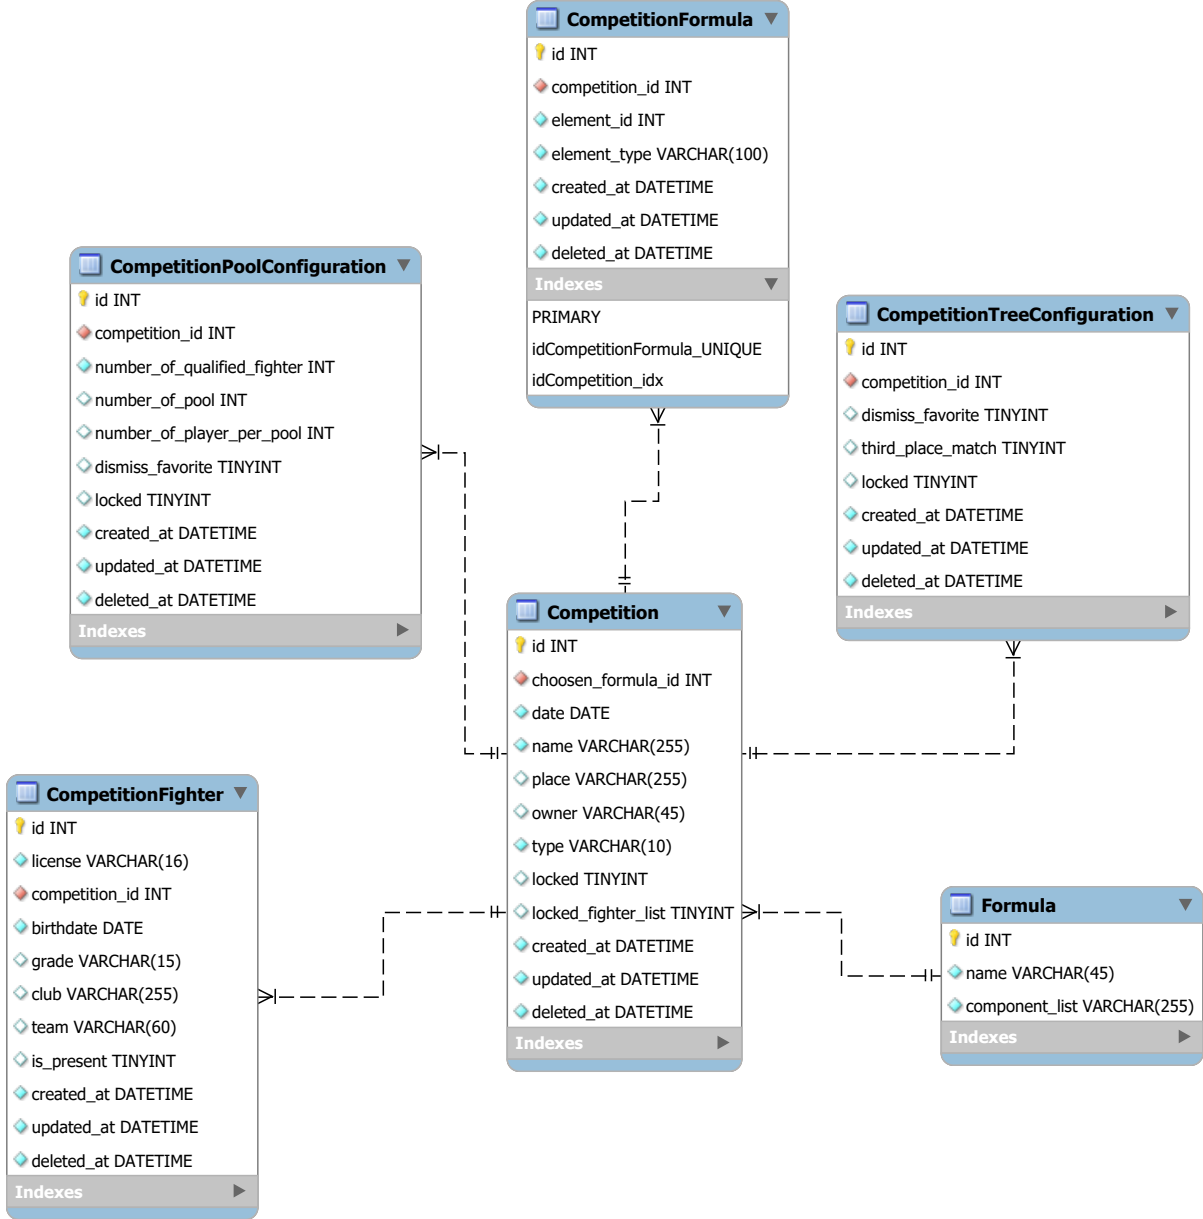 CompetitionFormula
id INT
competition_id INT
element_id INT
element_type VARCHAR(100)
created_at DATETIME
updated_at DATETIME
deleted_at DATETIME
Indexes
PRIMARY
idCompetitionFormula_UNIQUE
idCompetition_idx
CompetitionPoolConfiguration
id INT
competition_id INT
number_of_qualified_fighter INT
number_of_pool INT
number_of_player_per_pool INT
dismiss_favorite TINYINT
locked TINYINT
created_at DATETIME
updated_at DATETIME
deleted_at DATETIME
Indexes
CompetitionTreeConfiguration
id INT
competition_id INT
dismiss_favorite TINYINT
third_place_match TINYINT
locked TINYINT
created_at DATETIME
updated_at DATETIME
deleted_at DATETIME
Indexes
Competition
id INT
choosen_formula_id INT
date DATE
name VARCHAR(255)
place VARCHAR(255)
owner VARCHAR(45)
type VARCHAR(10)
locked TINYINT
locked_fighter_list TINYINT
created_at DATETIME
updated_at DATETIME
deleted_at DATETIME
Indexes
CompetitionFighter
id INT
license VARCHAR(16)
competition_id INT
birthdate DATE
grade VARCHAR(15)
club VARCHAR(255)
team VARCHAR(60)
is_present TINYINT
created_at DATETIME
updated_at DATETIME
deleted_at DATETIME
Indexes
Formula
id INT
name VARCHAR(45)
component_list VARCHAR(255)
Indexes